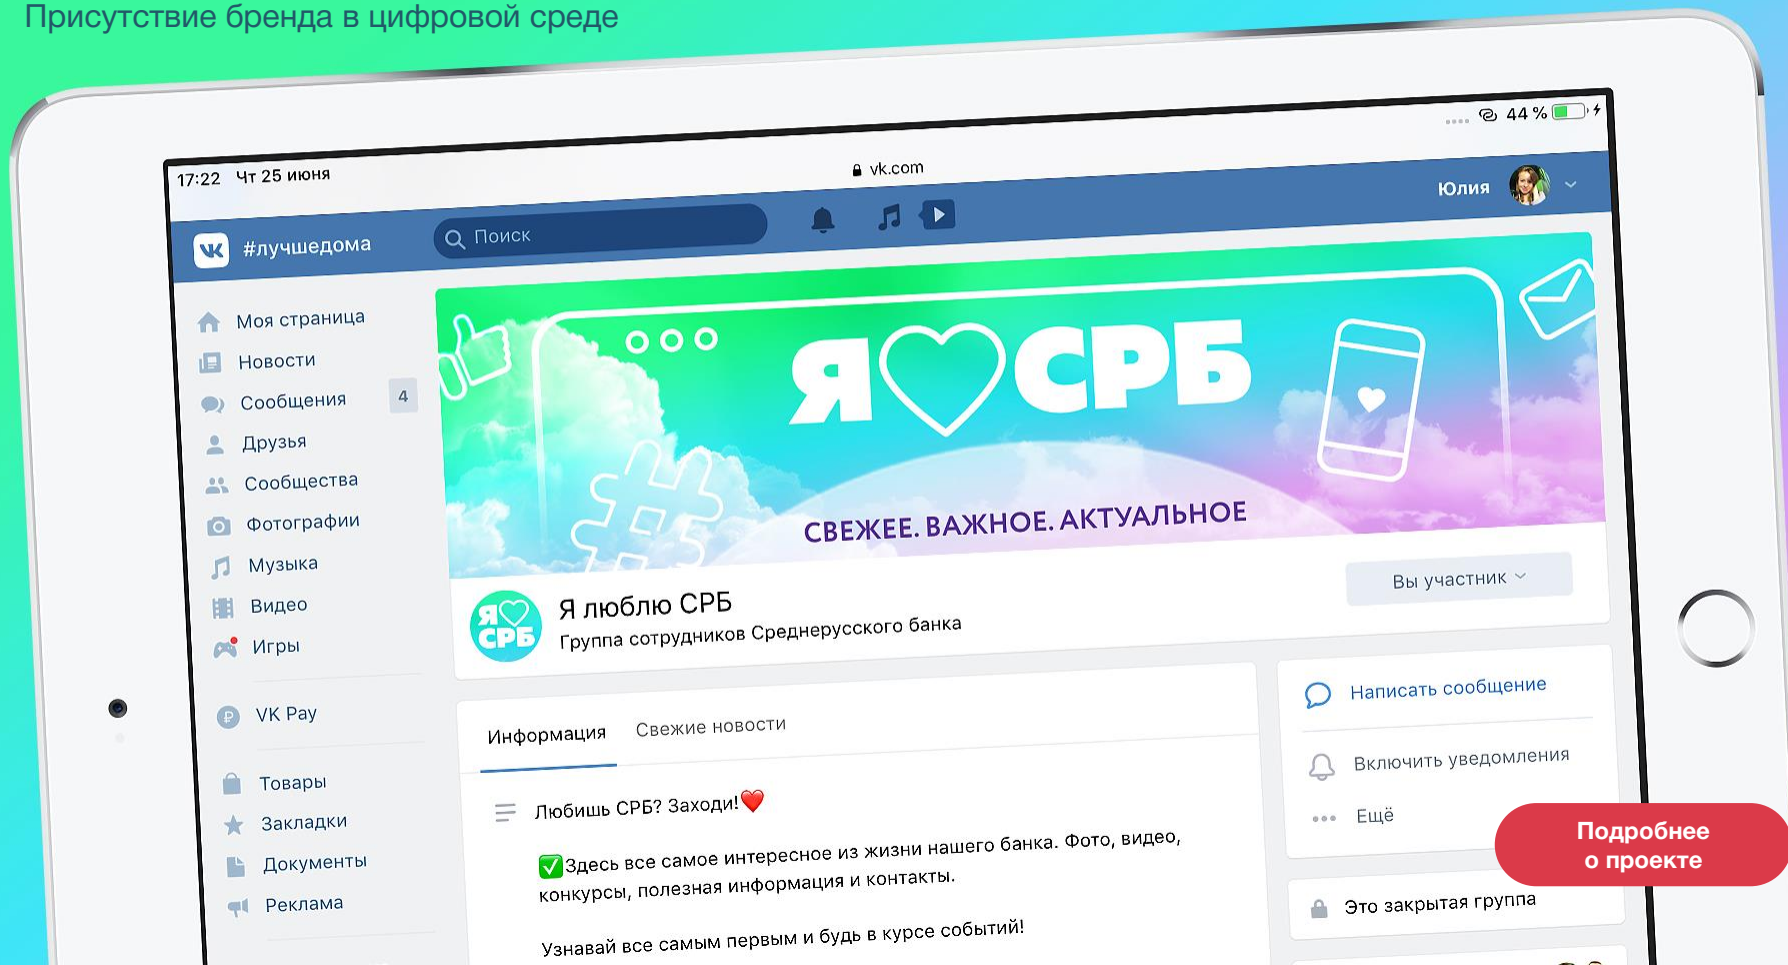 Присутствие бренда в цифровой среде
17:22 Чт 25 июня
vk.com
44 %
#лучшедома
Поиск
Юлия
Моя страница
Новости
Сообщения 4
Друзья
Сообщества
Фотографии
Музыка
Видео
Игры
VK Pay
Товары
Закладки
Документы
Реклама
Я СРБ
СВЕЖЕЕ. ВАЖНОЕ. АКТУАЛЬНОЕ
Я
СРБ
Я люблю СРБ
Группа сотрудников Среднерусского банка
Вы участник
Информация Свежие новости
Любишь СРБ? Заходи!❤️
✅Здесь все самое интересное из жизни нашего банка. Фото, видео,
конкурсы, полезная информация и контакты.
Узнавай все самым первым и будь в курсе событий!
Написать сообщение
Включить уведомления
Ещё
Это закрытая группа
Подробнее
о проекте